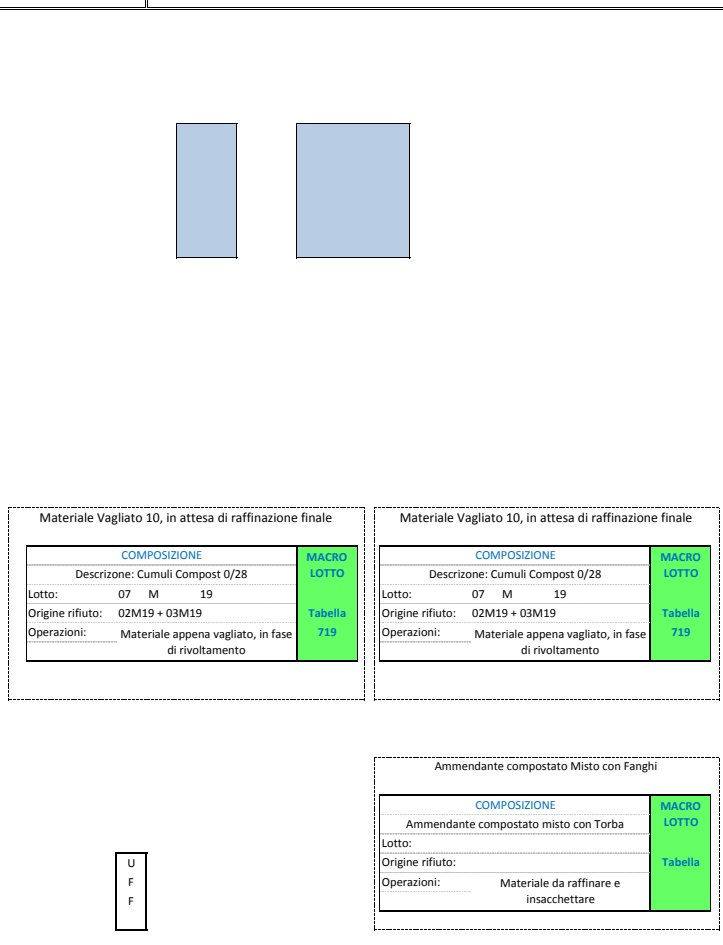 Materiale Vagliato 10, in attesa di raffinazione finale
COMPOSIZIONE
MACRO
Descrizone: Cumuli Compost 0/28
LOTTO
Lotto: 07 M 19
Origine rifiuto: 02M19 + 03M19
Tabella
Operazioni: Materiale appena vagliato, in fase
719
di rivoltamento
Materiale Vagliato 10, in attesa di raffinazione finale
COMPOSIZIONE
MACRO
Descrizone: Cumuli Compost 0/28
LOTTO
Lotto: 07 M 19
Origine rifiuto: 02M19 + 03M19
Tabella
Operazioni: Materiale appena vagliato, in fase
719
di rivoltamento
Ammendante compostato Misto con Fanghi
COMPOSIZIONE
MACRO
Ammendante compostato misto con Torba
LOTTO
Lotto:
Origine rifiuto:
Tabella
Operazioni: Materiale da raffinare e
insacchettare
U
F
F